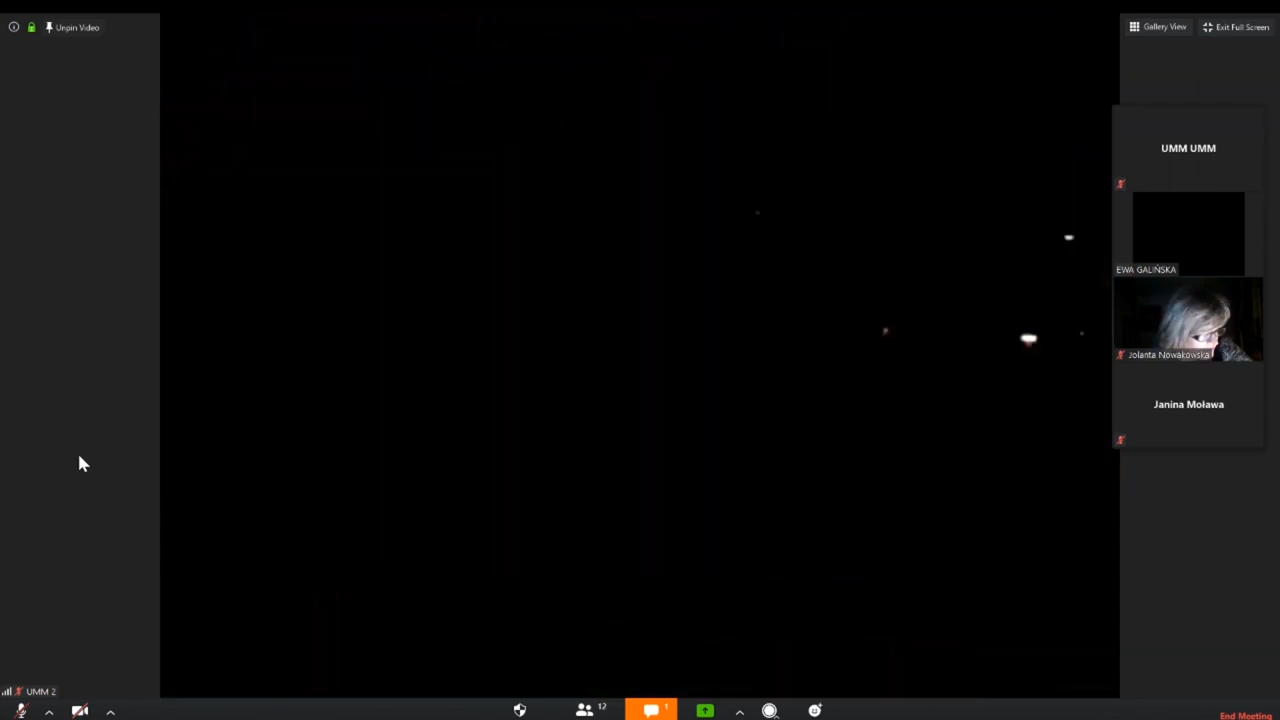 Unpin Video
Gallery View
Exit Full Screen
UMM UMM
EWA GALIŃSKA
Jolanta Nowakowska
Janina Moława
UMM 2
12
1
End Meeting